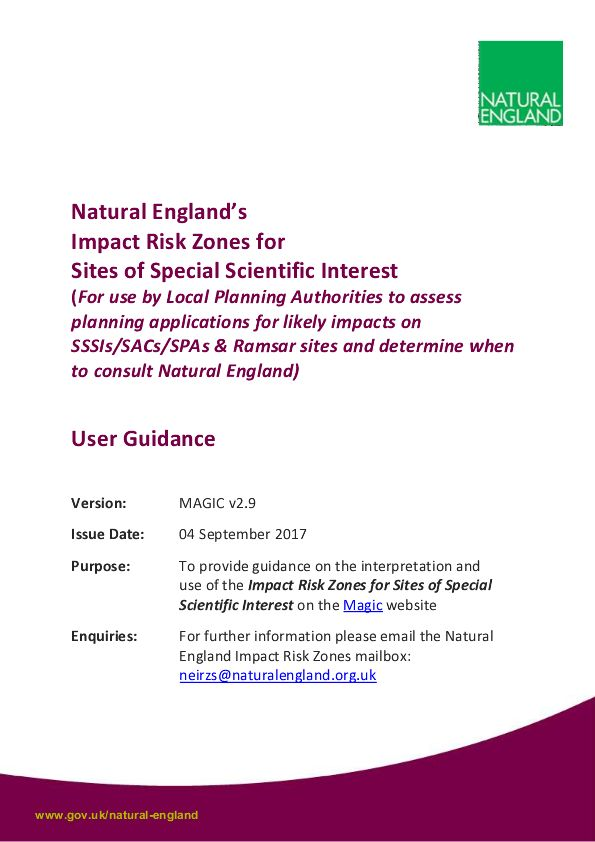 NATURAL
ENGLAND
Natural England’s
Impact Risk Zones for
Sites of Special Scientific Interest
(For use by Local Planning Authorities to assess
planning applications for likely impacts on
SSSIs/SACs/SPAs & Ramsar sites and determine when
to consult Natural England)
User Guidance
Version: MAGIC v2.9
Issue Date: 04 September 2017
Purpose: To provide guidance on the interpretation and
use of the Impact Risk Zones for Sites of Special
Scientific Interest on the Magic website
Enquiries: For further information please email the Natural
England Impact Risk Zones mailbox:
neirzs@naturalengland.org.uk
www.gov.uk/natural-england